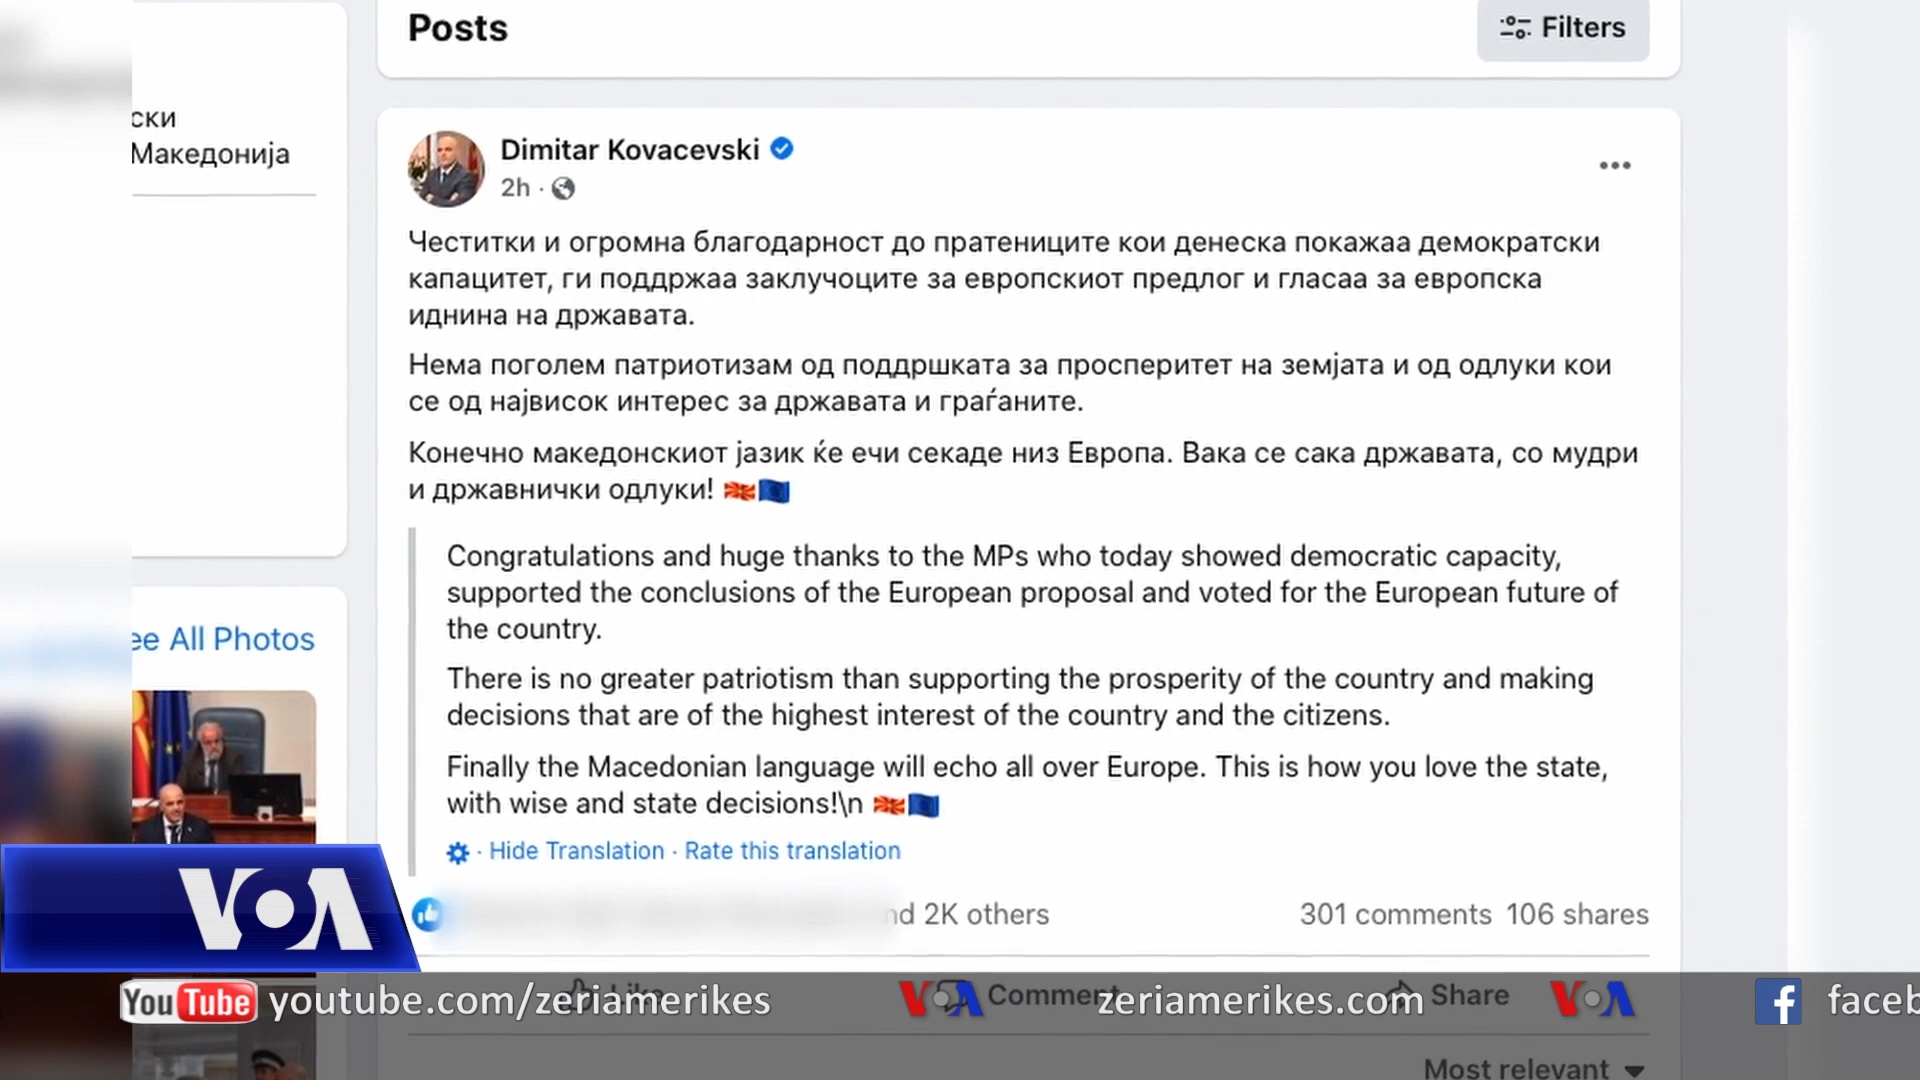 Posts
Filters
ски
Македонија
Dimitar Kovacevski
2h ·
Честитки и огромна благодарност до пратениците кои денеска покажаа демократски
капацитет, ги поддржаа заклучоците за европскиот предлог и гласаа за европска
иднина на државата.
Нема поголем патриотизам од поддршката за просперитет на земјата и од одлуки кои
се од највисок интерес за државата и граѓаните.
Конечно македонскиот јазик ќе ечи секаде низ Европа. Вака се сака државата, со мудри
и државнички одлуки! 🇲🇰🇪🇺
Congratulations and huge thanks to the MPs who today showed democratic capacity,
supported the conclusions of the European proposal and voted for the European future of
the country.
There is no greater patriotism than supporting the prosperity of the country and making
decisions that are of the highest interest of the country and the citizens.
Finally the Macedonian language will echo all over Europe. This is how you love the state,
with wise and state decisions!\n 🇲🇰🇪🇺
· Hide Translation · Rate this translation
nd 2K others
301 comments 106 shares
ee All Photos
VOA
Like
Comment
Share
YouTube youtube.com/zeriamerikes VOA zeriamerikes.com VOA f faceb
Most relevant